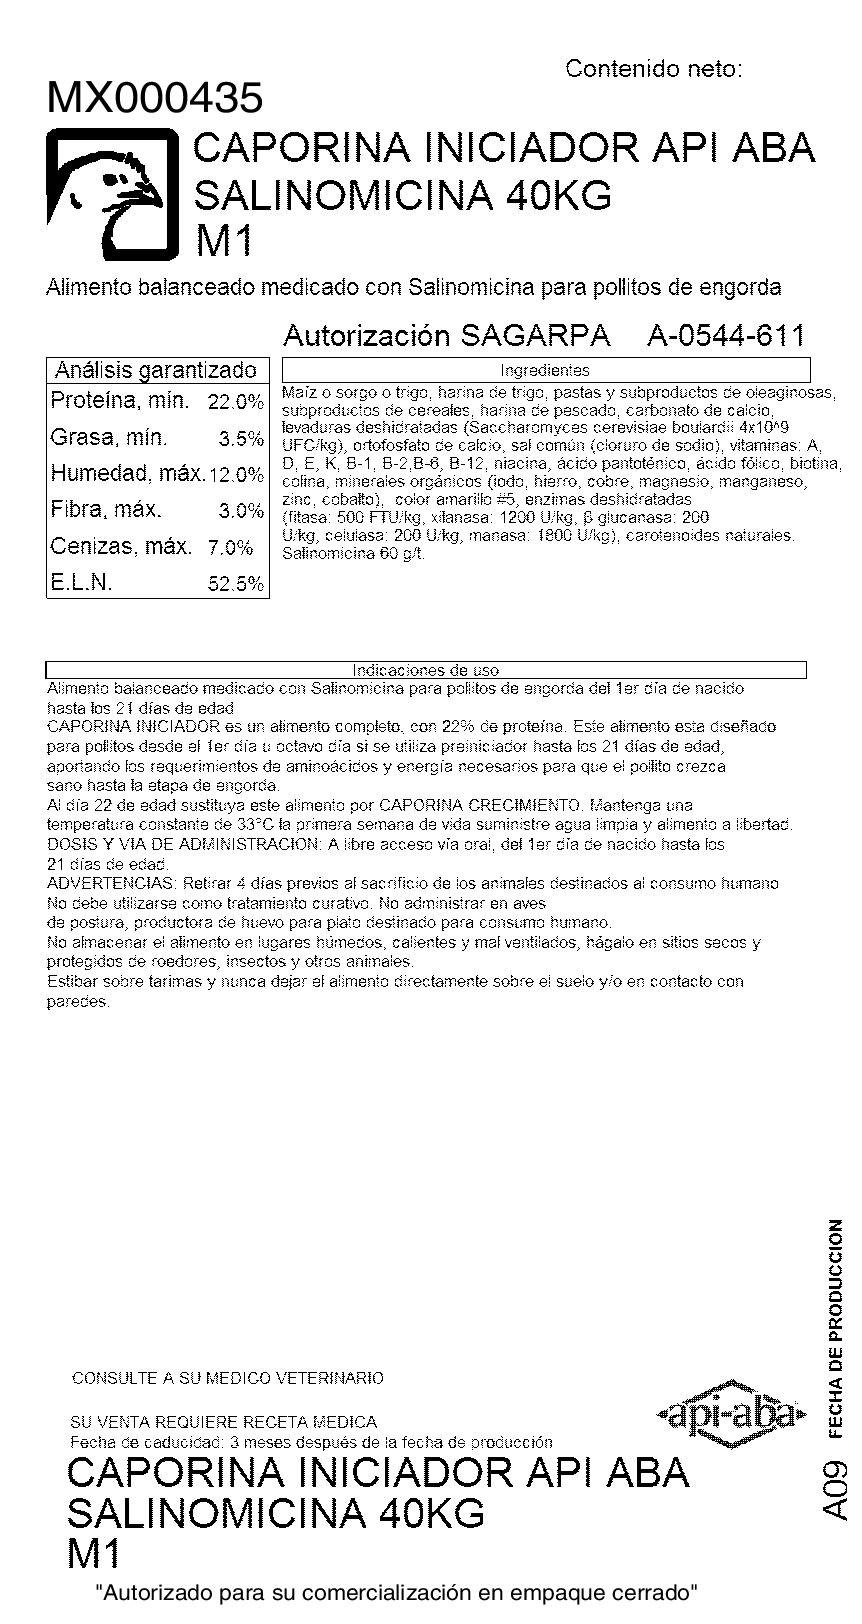 Contenido neto:
MX000435
CAPORINA INICIADOR API ABA
SALINOMICINA 40KG
M1
Alimento balanceado medicado con Salinomicina para pollitos de engorda
Autorización SAGARPA A-0544-611
Análisis garantizado
Proteína, mín. 22.0%
Grasa, mín. 3.5%
Humedad, máx. 12.0%
Fibra, máx. 3.0%
Cenizas, máx. 7.0%
E.L.N. 52.5%
Ingredientes
Maíz o sorgo o trigo, harina de trigo, pastas y subproductos de oleaginosas,
subproductos de cereales, harina de pescado, carbonato de calcio,
levaduras deshidratadas (Saccharomyces cerevisiae boulardii 4x10^9
UFC/kg), ortofosfato de calcio, sal común (cloruro de sodio), vitaminas: A,
D, E, K, B-1, B-2,B-6, B-12, niacina, ácido pantoténico, ácido fólico, biotina,
colina, minerales orgánicos (iodo, hierro, cobre, magnesio, manganeso,
zinc, cobalto), color amarillo #5, enzimas deshidratadas
(fitasa: 500 FTU/kg, xilanasa: 1200 U/kg, β glucanasa: 200
U/kg, celulasa: 200 U/kg, manasa: 1800 U/kg), carotenoides naturales.
Salinomicina 60 g/t.
Indicaciones de uso
Alimento balanceado medicado con Salinomicina para pollitos de engorda del 1er día de nacido
hasta los 21 días de edad
CAPORINA INICIADOR es un alimento completo, con 22% de proteína. Este alimento esta diseñado
para pollitos desde el 1er día u octavo día si se utiliza preiniciador hasta los 21 días de edad,
aportando los requerimientos de aminoácidos y energía necesarios para que el pollito crezca
sano hasta la etapa de engorda.
Al día 22 de edad sustituya este alimento por CAPORINA CRECIMIENTO. Mantenga una
temperatura constante de 33°C la primera semana de vida suministre agua limpia y alimento a libertad.
DOSIS Y VIA DE ADMINISTRACION: A libre acceso vía oral, del 1er día de nacido hasta los
21 días de edad.
ADVERTENCIAS: Retirar 4 días previos al sacrificio de los animales destinados al consumo humano
No debe utilizarse como tratamiento curativo. No administrar en aves
de postura, productora de huevo para plato destinado para consumo humano.
No almacenar el alimento en lugares húmedos, calientes y mal ventilados, hágalo en sitios secos y
protegidos de roedores, insectos y otros animales.
Estibar sobre tarimas y nunca dejar el alimento directamente sobre el suelo y/o en contacto con
paredes.
FECHA DE PRODUCCION
A09
CONSULTE A SU MEDICO VETERINARIO
api-aba
SU VENTA REQUIERE RECETA MEDICA
Fecha de caducidad: 3 meses después de la fecha de producción
CAPORINA INICIADOR API ABA
SALINOMICINA 40KG
M1
"Autorizado para su comercialización en empaque cerrado"